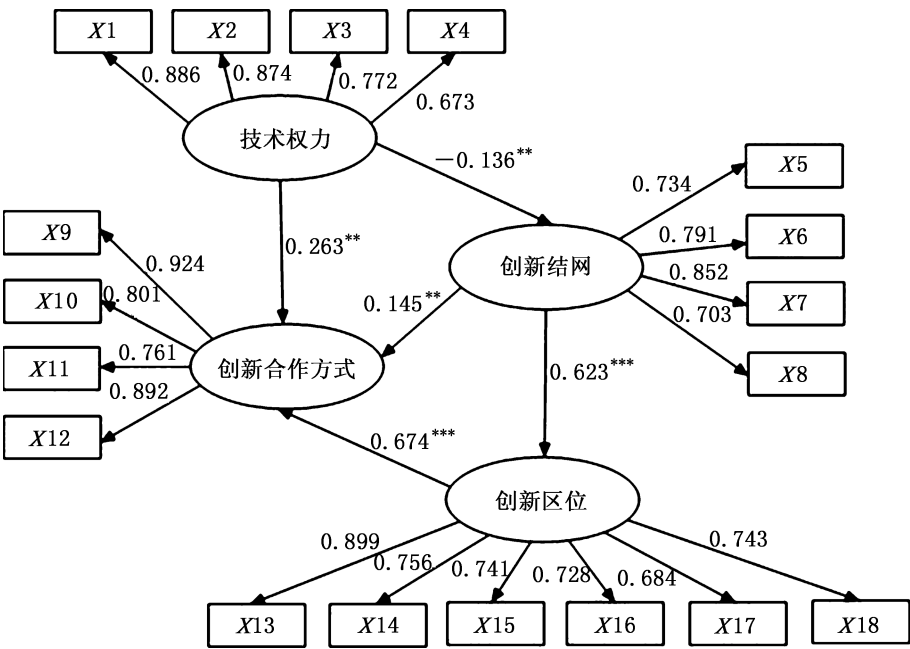 X1 X2 X3 X4
0.886 0.874 0.772 0.673
技术权力
−0.136**
X5
0.734
X9
0.263**
0.791 X6
0.924
创新结网
0.852
X10 0.801
0.145**
X7
0.703
X11 0.761
创新合作方式
0.623***
X8
0.892
X12
0.674***
创新区位
0.899 0.756 0.741 0.728 0.684 0.743
X13 X14 X15 X16 X17 X18